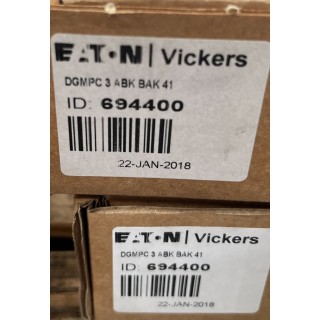 EATON | Vickers
DGMPC 3 ABK BAK 41
ID: 694400
22-JAN-2018
EATON | Vickers
DGMPC 3 ABK BAK 41
ID: 694400
22-JAN-2018